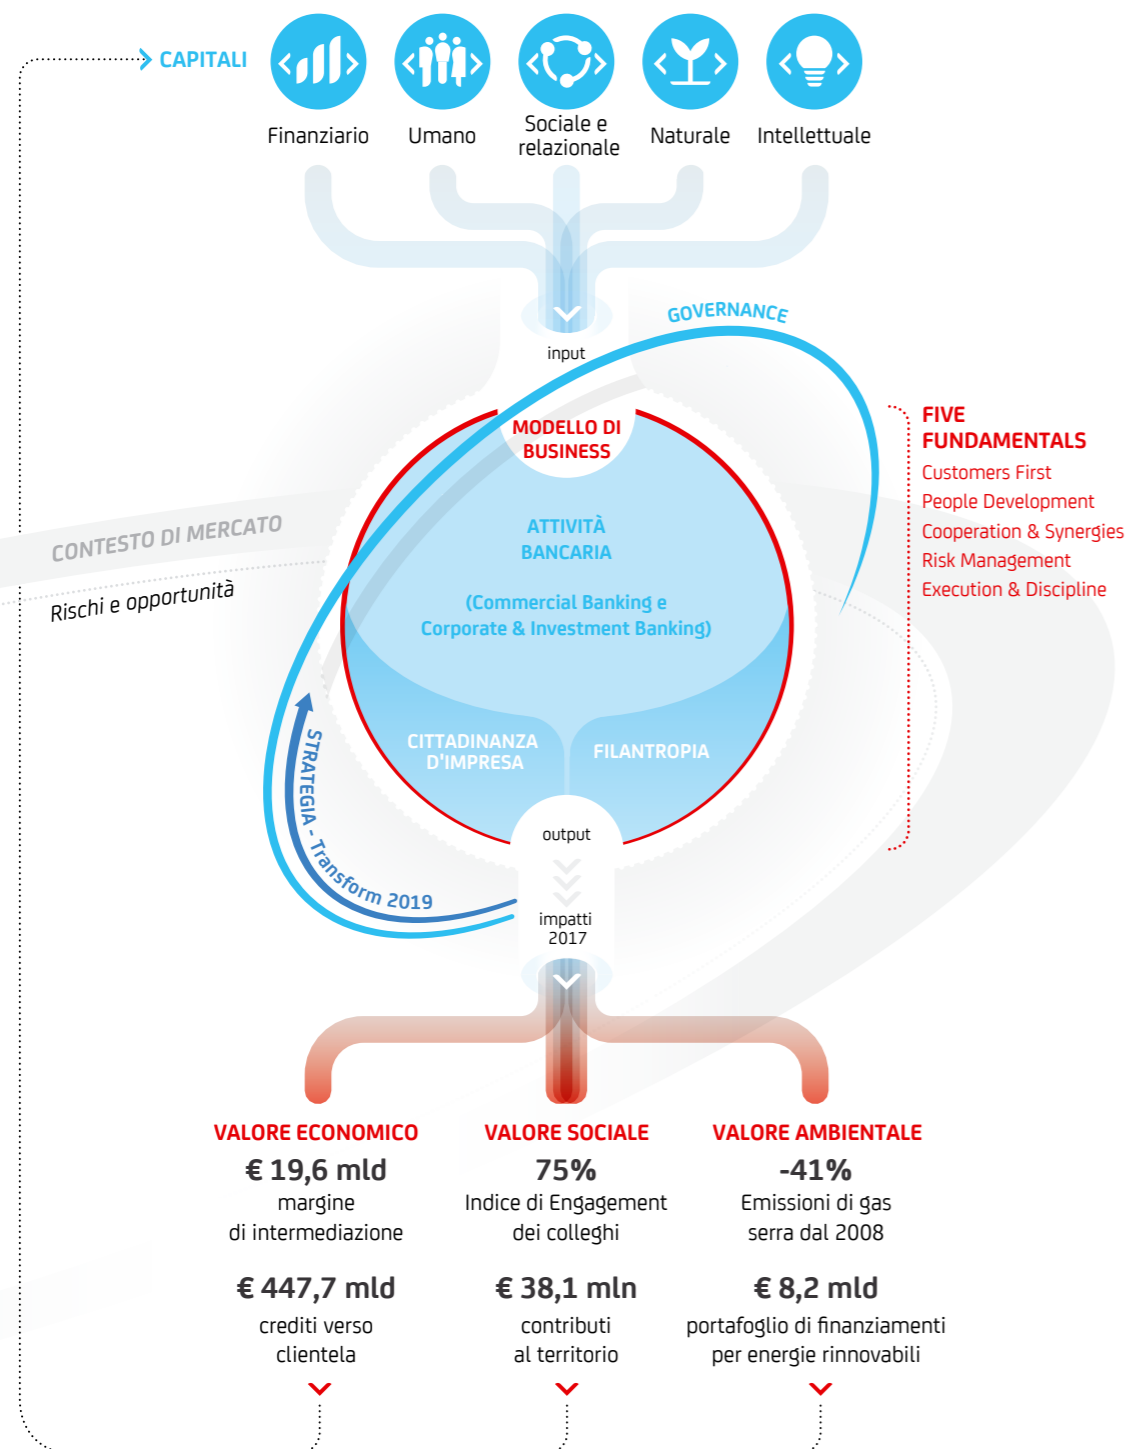 CAPITALI
Finanziario
Umano
Sociale e
relazionale
Naturale
Intellettuale
GOVERNANCE
input
MODELLO DI
BUSINESS
FIVE
FUNDAMENTALS
Customers First
People Development
Cooperation & Synergies
Risk Management
Execution & Discipline
CONTESTO DI MERCATO
Rischi e opportunità
ATTIVITÀ
BANCARIA
(Commercial Banking e
Corporate & Investment Banking)
STRATEGIA - Transform 2019
CITTADINANZA
D'IMPRESA
FILANTROPIA
output
impatti
2017
VALORE ECONOMICO
€ 19,6 mld
margine
di intermediazione
€ 447,7 mld
crediti verso
clientela
VALORE SOCIALE
75%
Indice di Engagement
dei colleghi
€ 38,1 mln
contributi
al territorio
VALORE AMBIENTALE
-41%
Emissioni di gas
serra dal 2008
€ 8,2 mld
portafoglio di finanziamenti
per energie rinnovabili